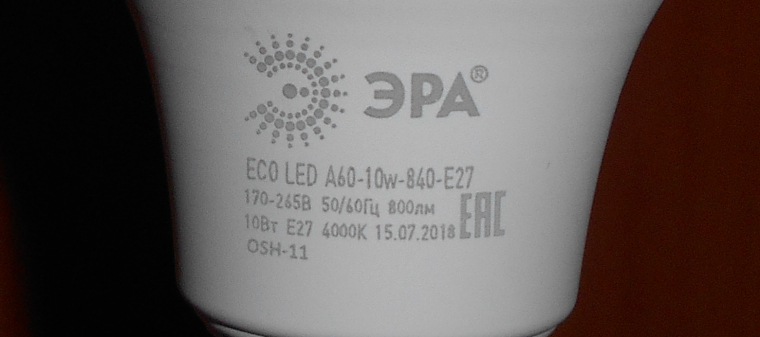 ЭРА®
ECO LED A60-10w-840-E27
170-265В 50/60Гц 800лм
10Вт E27 4000K 15.07.2018
EAC
OSH-11